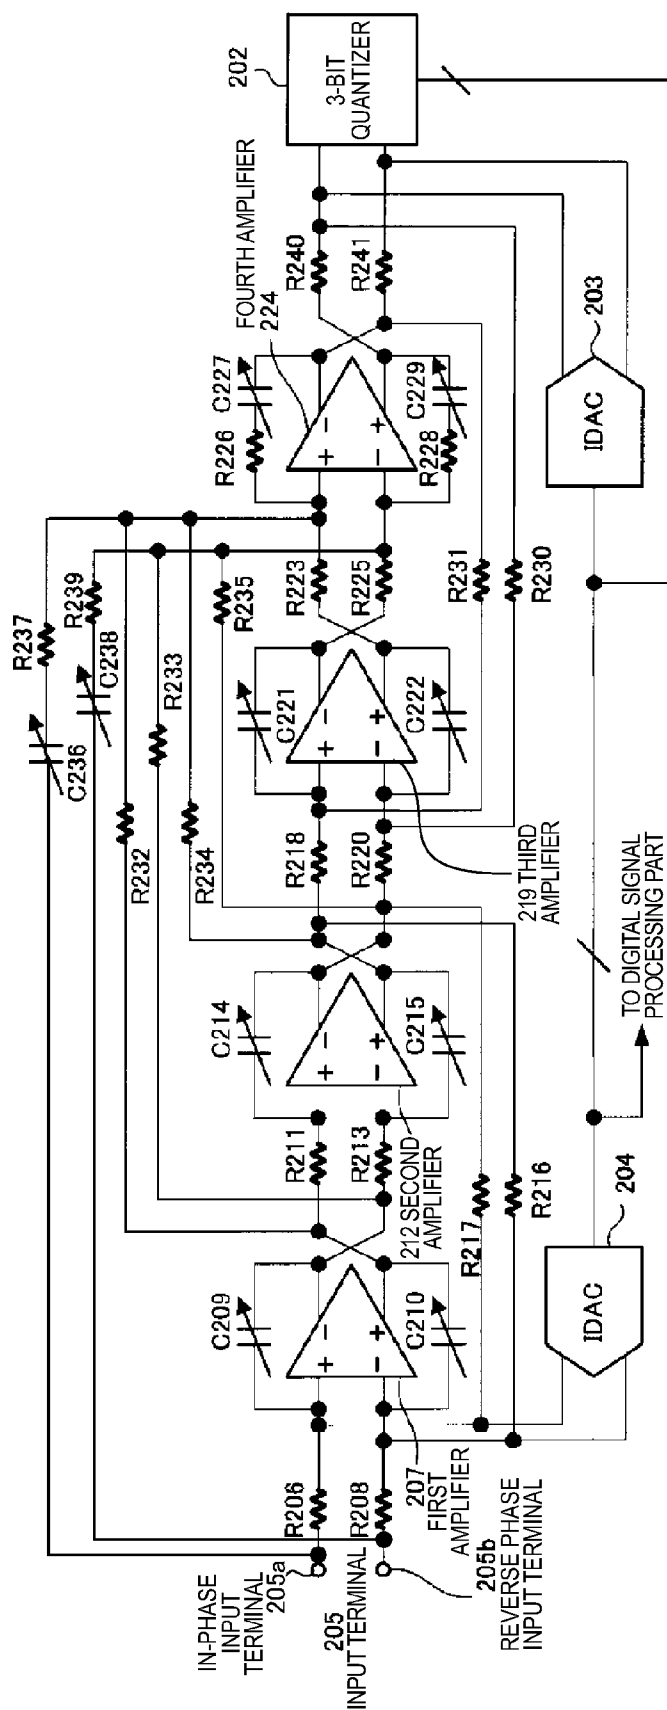 202
3-BIT
QUANTIZER
FOURTH AMPLIFIER
224
R240
R241
C227
R226
C229
R228
203
IDAC
R237
C236
R239
C238
R233
R232
R234
R235
R223
R225
R231
R230
C221
C222
R218
R220
219 THIRD
AMPLIFIER
C214
C215
R211
R213
212 SECOND
AMPLIFIER
R217
R216
TO DIGITAL SIGNAL
PROCESSING PART
204
IDAC
C209
C210
207
FIRST
AMPLIFIER
R206
R208
IN-PHASE
INPUT
TERMINAL
205a
205
INPUT TERMINAL
205b
REVERSE PHASE
INPUT TERMINAL
+
−
−
+
+
−
−
+
+
−
−
+
+
−
−
+